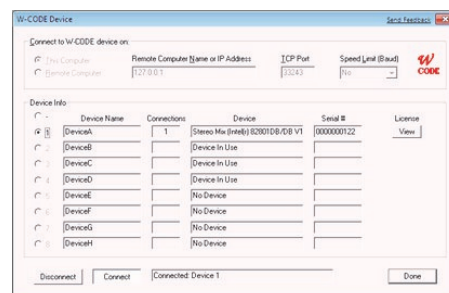 W-CODE Device
Send Feedback
Connect to W-CODE device on:
This Computer
Remote Computer
Remote Computer Name or IP Address
127.0.0.1
TCP Port
33243
Speed Limit (Baud)
No
W CODE
Device Info
Device Name Connections Device Serial # License
1 DeviceA 1 Stereo Mix (Intel(r) 82801DB/DB V1 0000000122 View
2 DeviceB Device In Use
3 DeviceC Device In Use
4 DeviceD Device In Use
5 DeviceE No Device
6 DeviceF No Device
7 DeviceG No Device
8 DeviceH No Device
Disconnect Connect Connected: Device 1 Done